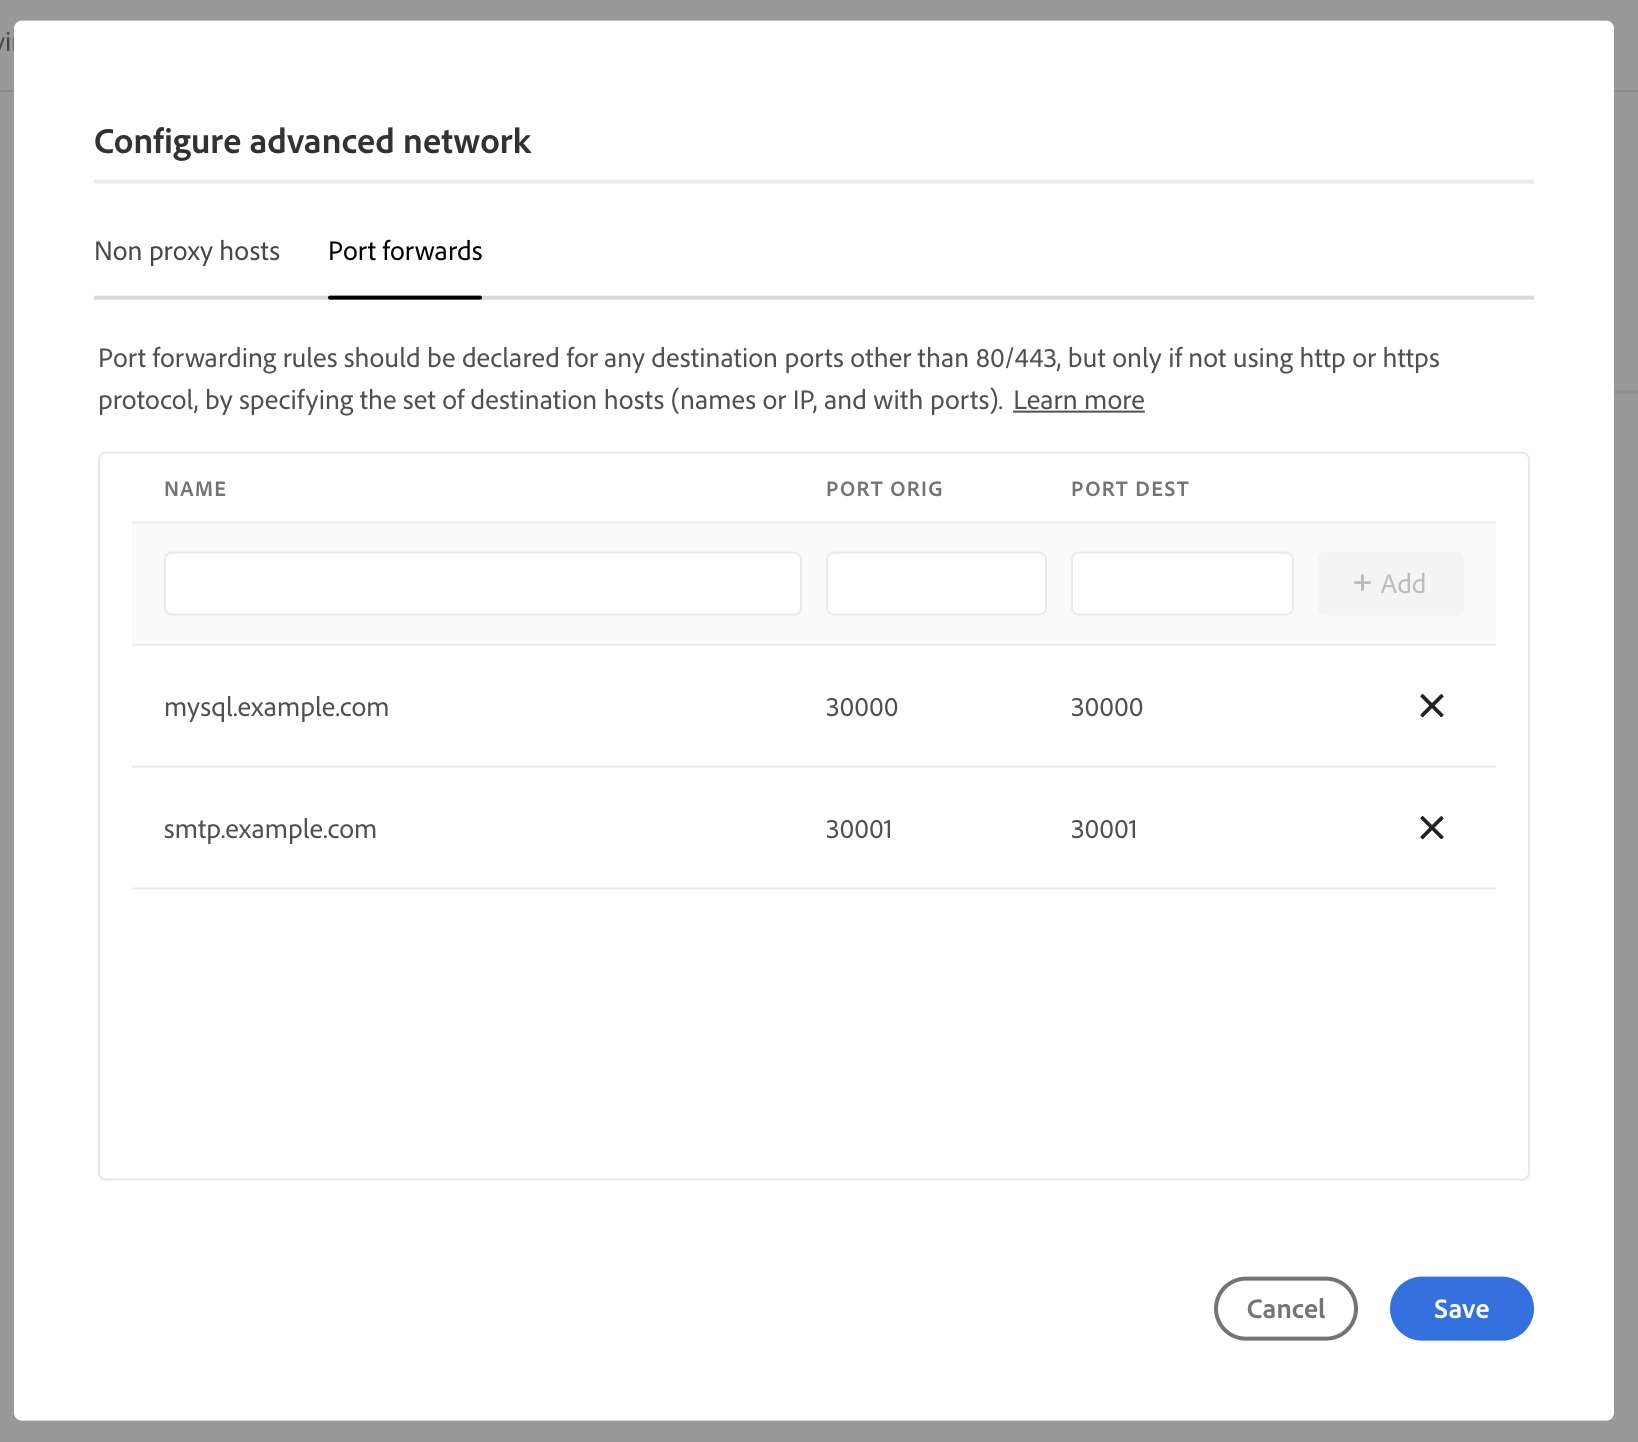 Configure advanced network
Non proxy hosts Port forwards
Port forwarding rules should be declared for any destination ports other than 80/443, but only if not using http or https
protocol, by specifying the set of destination hosts (names or IP, and with ports). Learn more
NAME PORT ORIG PORT DEST
+ Add
mysql.example.com 30000 30000
smtp.example.com 30001 30001
Cancel Save